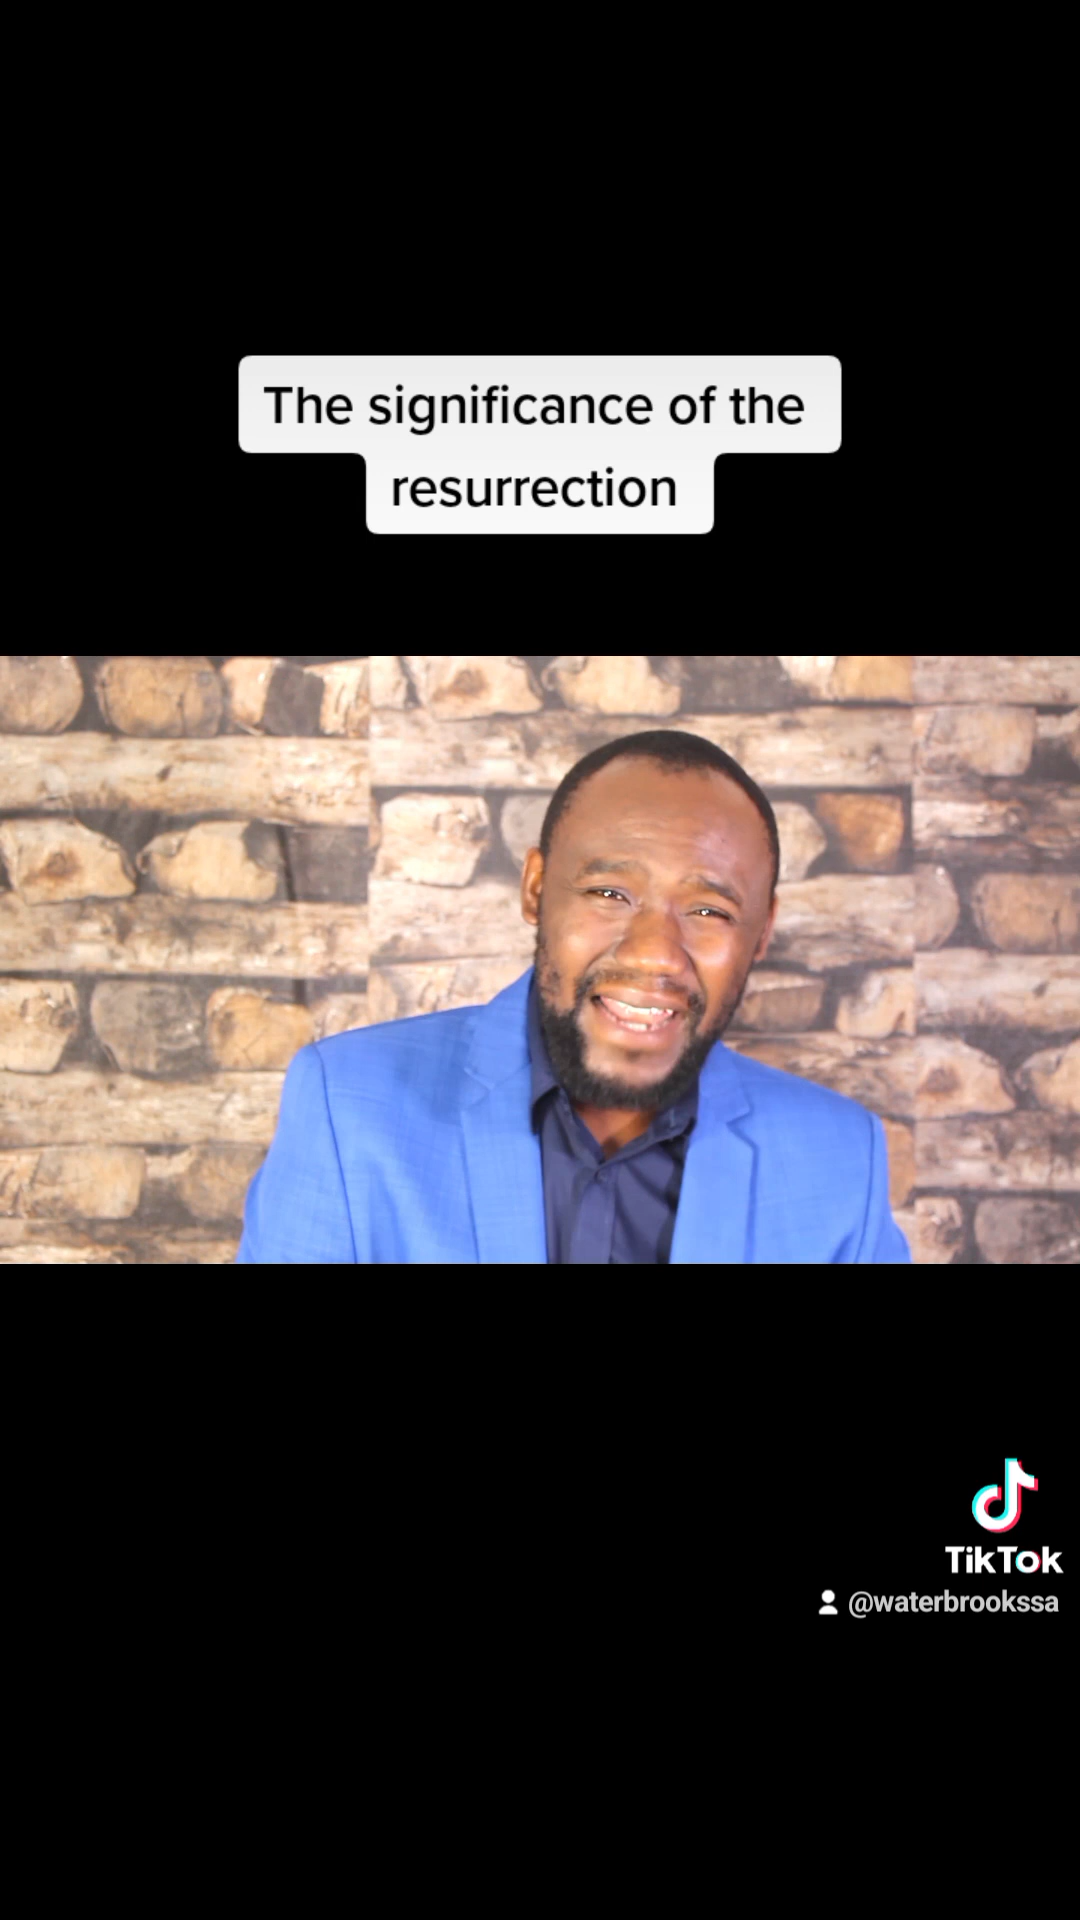 The significance of the
resurrection
TikTok
@waterbrookssa